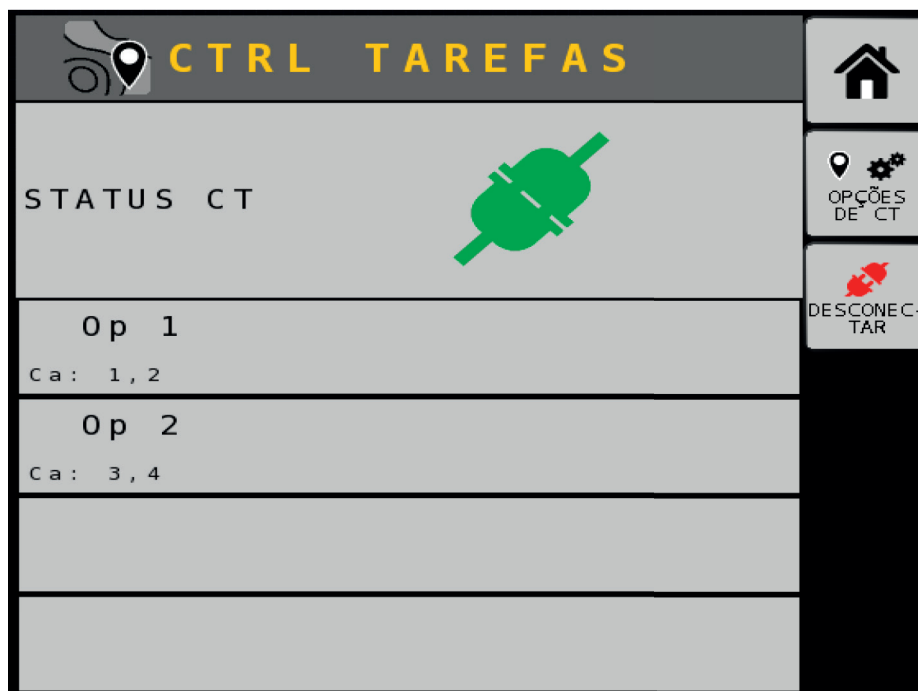 CTRL TAREFAS
STATUS CT
OPÇÕES
DE CT
DESCONEC-
TAR
Op 1
Ca: 1,2
Op 2
Ca: 3,4